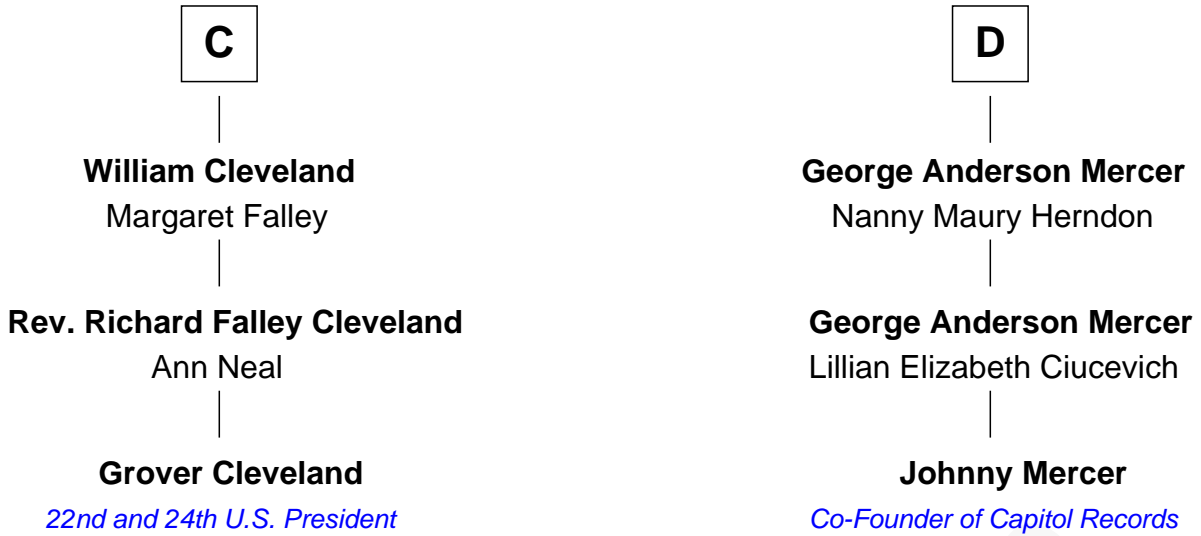 C
William Cleveland
Margaret Falley
Rev. Richard Falley Cleveland
Ann Neal
Grover Cleveland
22nd and 24th U.S. President
D
George Anderson Mercer
Nanny Maury Herndon
George Anderson Mercer
Lillian Elizabeth Ciucevich
Johnny Mercer
Co-Founder of Capitol Records